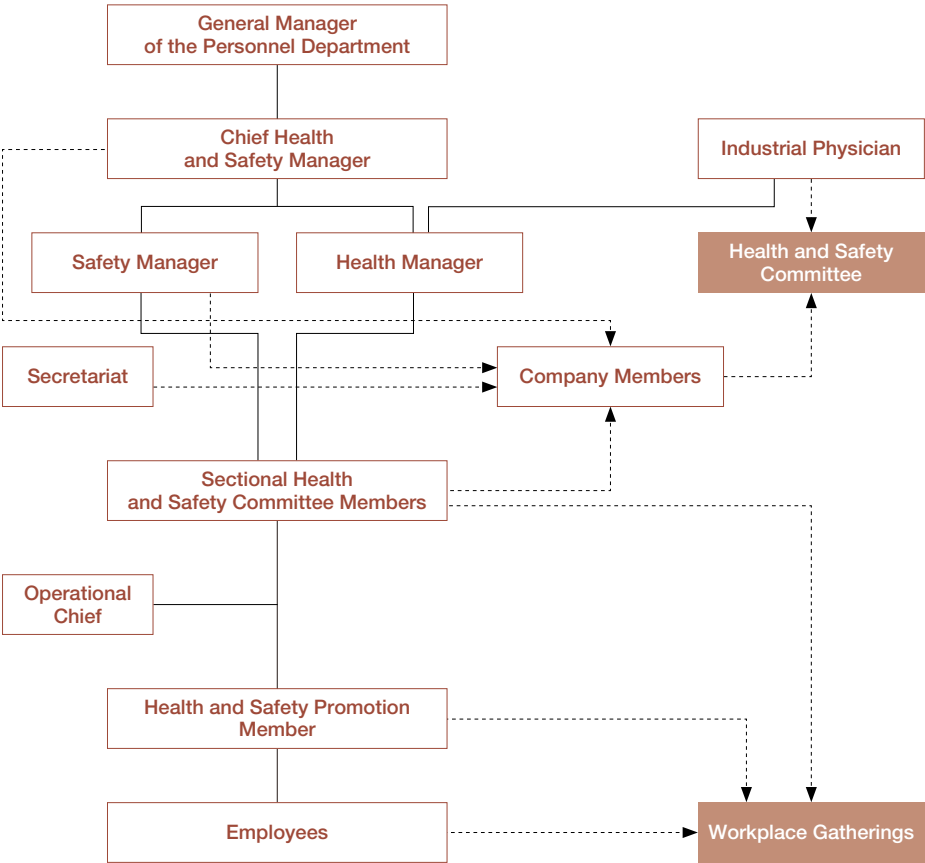 General Manager
of the Personnel Department
Chief Health
and Safety Manager
Industrial Physician
Safety Manager
Health Manager
Health and Safety
Committee
Secretariat
Company Members
Sectional Health
and Safety Committee Members
Operational
Chief
Health and Safety Promotion
Member
Employees
Workplace Gatherings